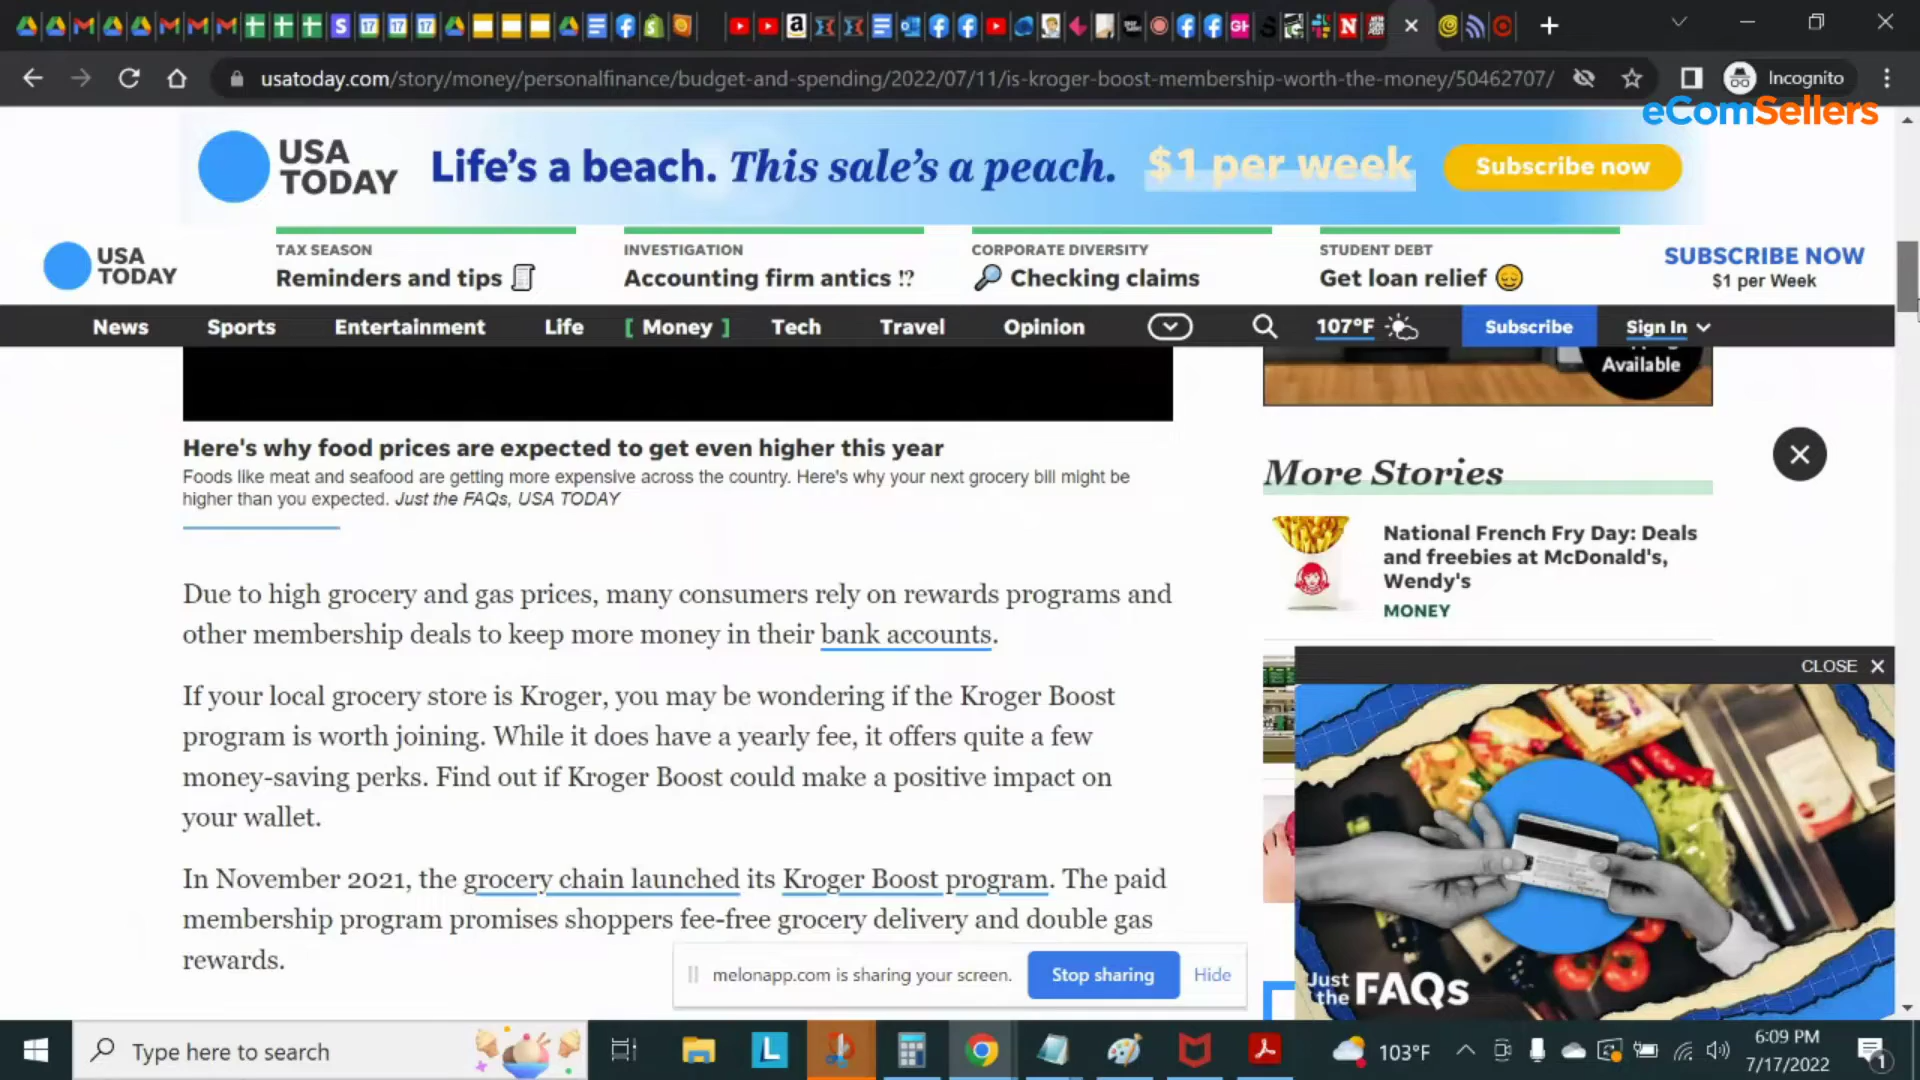 usatoday.com/story/money/personalfinance/budget-and-spending/2022/07/11/is-kroger-boost-membership-worth-the-money/50462707/
Incognito
eComSellers
USA
TODAY
Life's a beach. This sale's a peach.
$1 per week
Subscribe now
USA
TODAY
TAX SEASON
Reminders and tips
INVESTIGATION
Accounting firm antics ⁉
CORPORATE DIVERSITY
Checking claims
STUDENT DEBT
Get loan relief
SUBSCRIBE NOW
$1 per Week
News
Sports
Entertainment
Life
[ Money ]
Tech
Travel
Opinion
107°F
Subscribe
Sign In
Available
Here's why food prices are expected to get even higher this year
Foods like meat and seafood are getting more expensive across the country. Here's why your next grocery bill might be
higher than you expected. Just the FAQs, USA TODAY
Due to high grocery and gas prices, many consumers rely on rewards programs and
other membership deals to keep more money in their bank accounts.
If your local grocery store is Kroger, you may be wondering if the Kroger Boost
program is worth joining. While it does have a yearly fee, it offers quite a few
money-saving perks. Find out if Kroger Boost could make a positive impact on
your wallet.
In November 2021, the grocery chain launched its Kroger Boost program. The paid
membership program promises shoppers fee-free grocery delivery and double gas
rewards.
More Stories
National French Fry Day: Deals
and freebies at McDonald's,
Wendy's
MONEY
CLOSE
Just
the FAQs
melonapp.com is sharing your screen.
Stop sharing
Hide
Type here to search
103°F
6:09 PM
7/17/2022
1